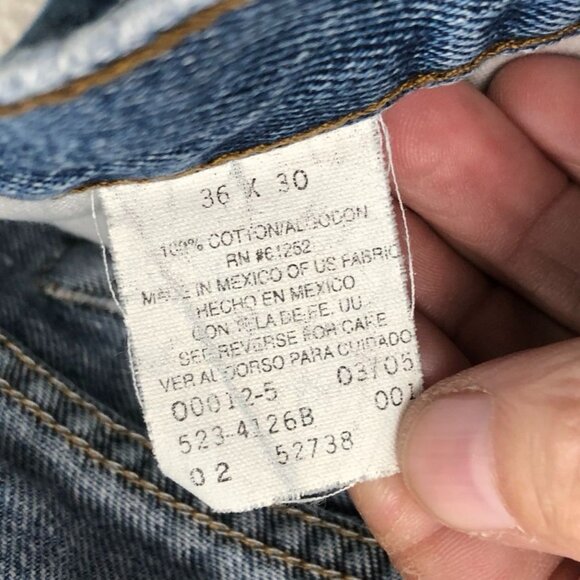 36 X 30
100% COTTON/ALGODON
RN #61252
MADE IN MEXICO OF US FABRIC
HECHO EN MEXICO
CON TELA DE EE. UU.
SEE REVERSE FOR CARE
VER AL DORSO PARA CUIDADO
00012-5 03/05
523-4126B 001
02 52738